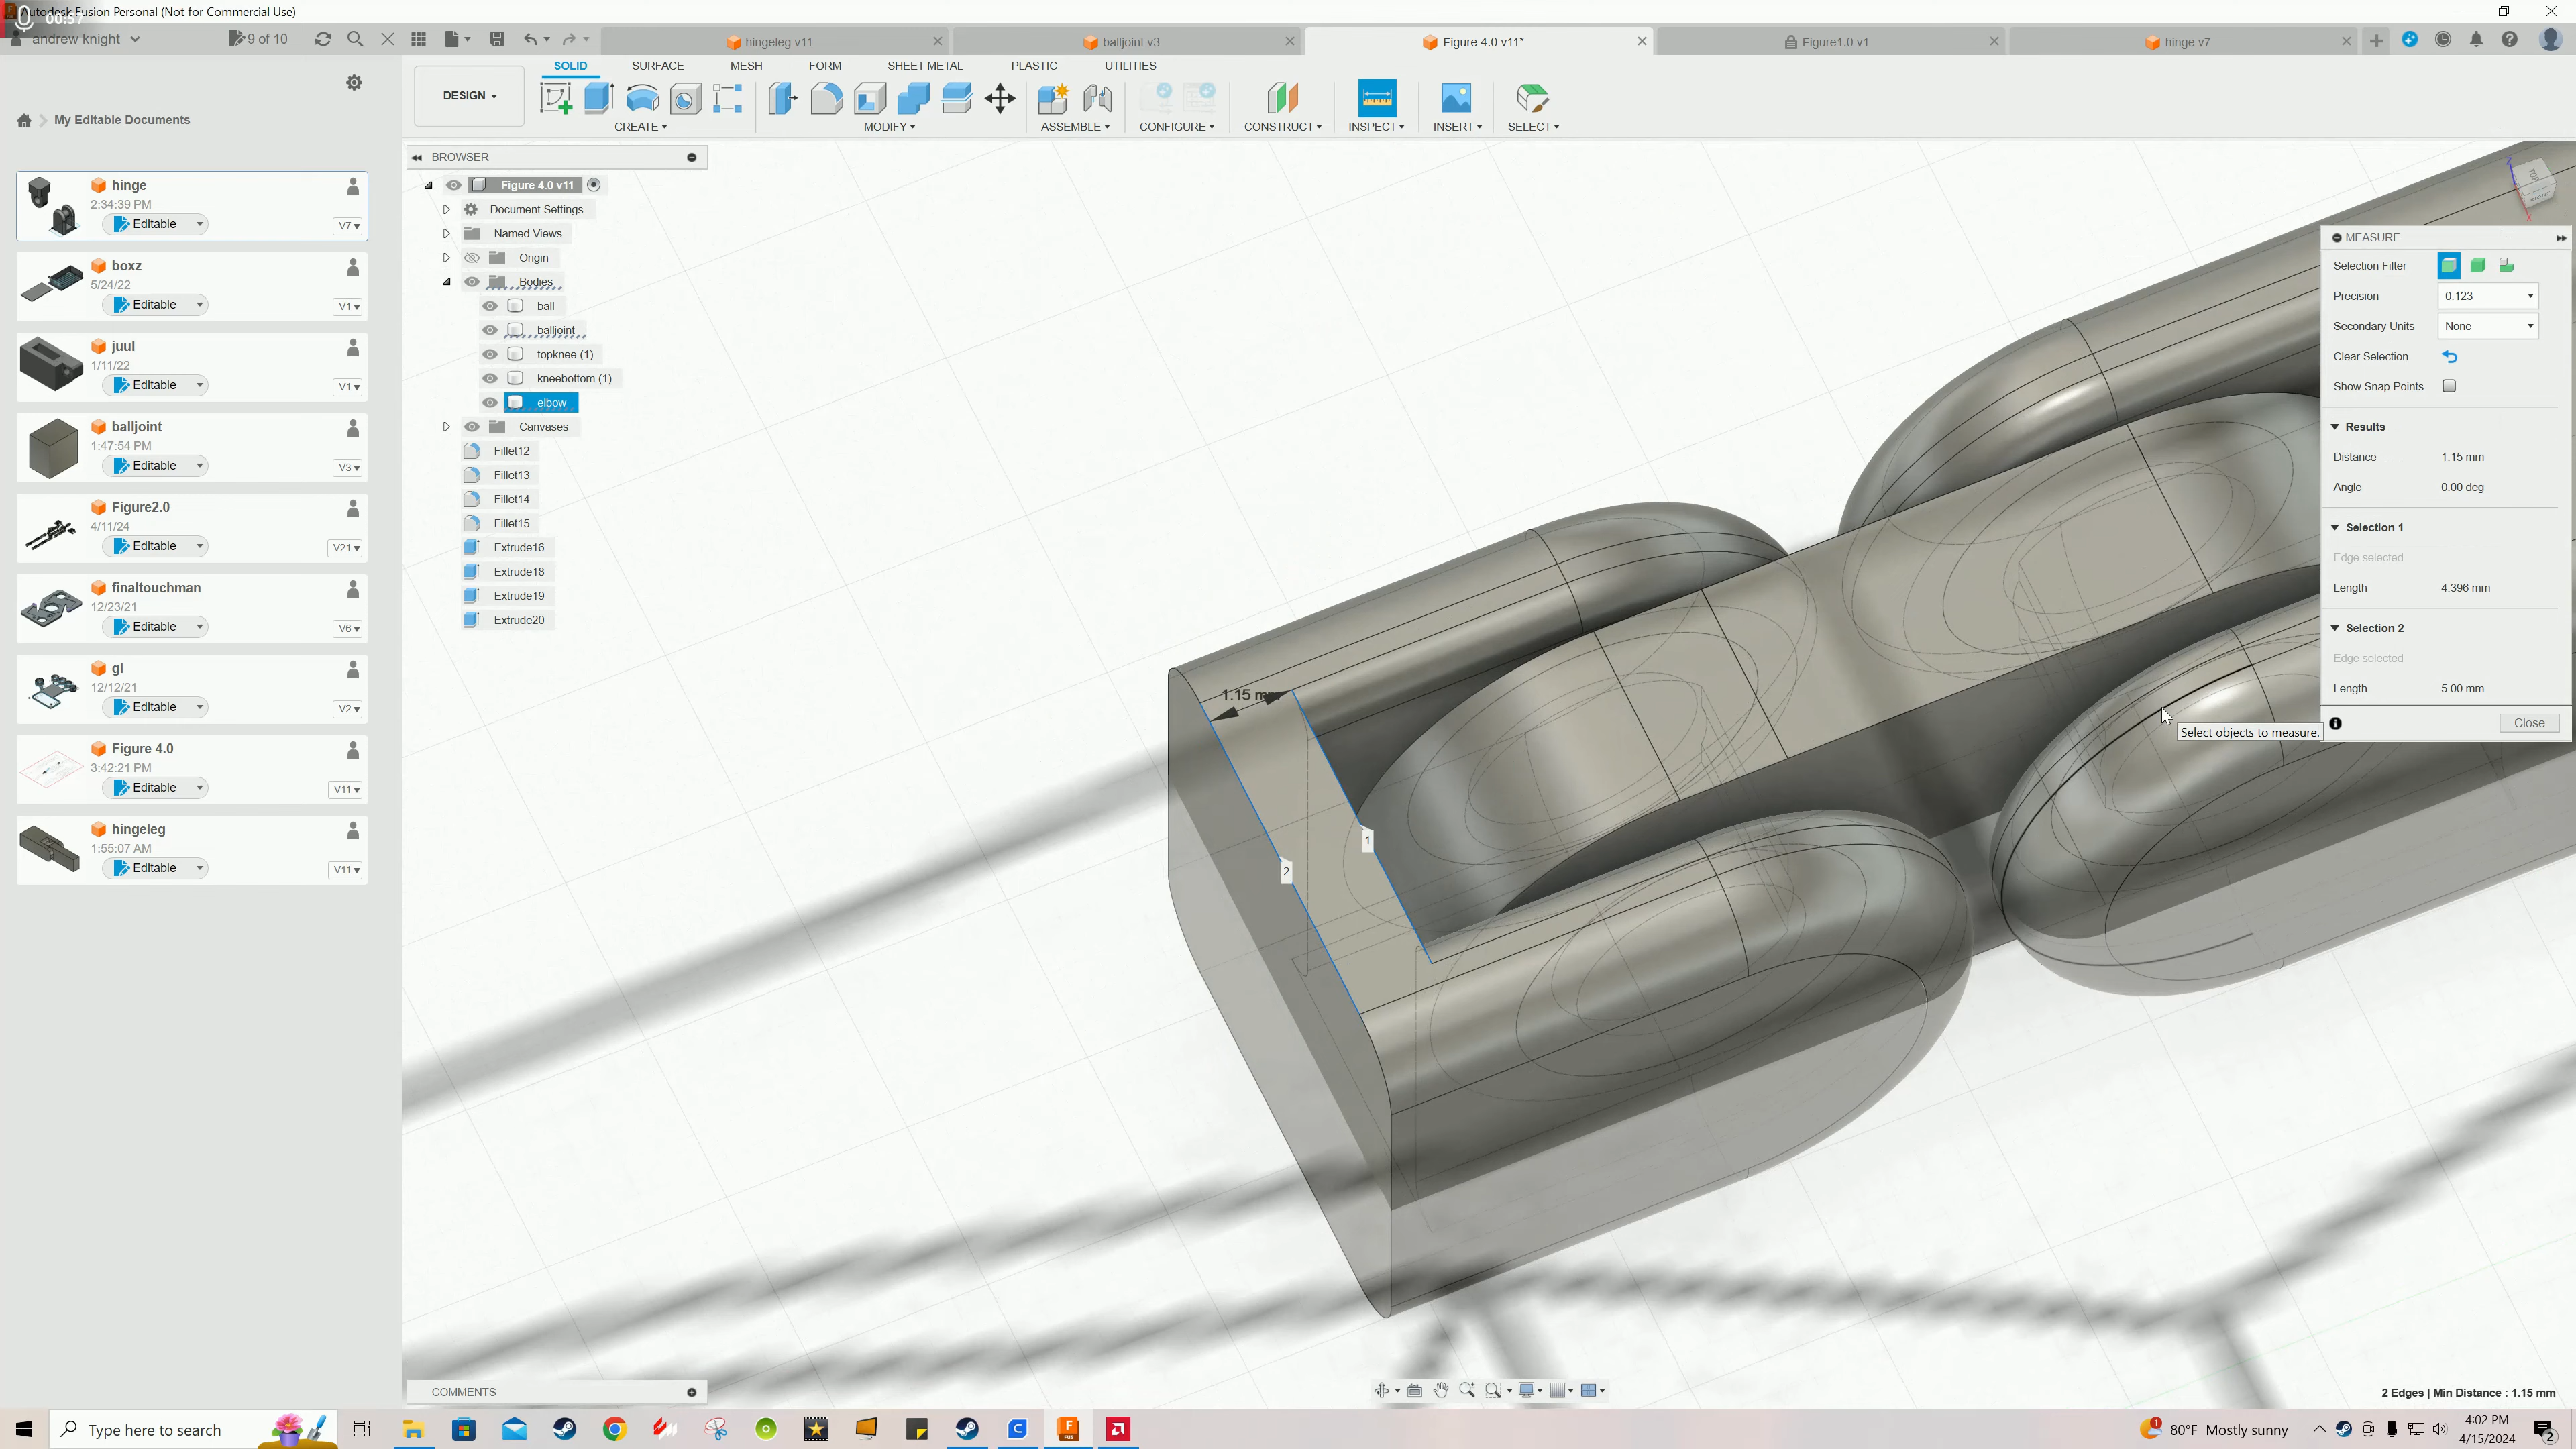 00:57
Autodesk Fusion Personal (Not for Commercial Use)
andrew knight
9 of 10
hingeleg v11
balljoint v3
Figure 4.0 v11*
Figure1.0 v1
hinge v7
My Editable Documents
hinge
2:34:39 PM
Editable
V7
boxz
5/24/22
Editable
V1
juul
1/11/22
Editable
V1
balljoint
1:47:54 PM
Editable
V3
Figure2.0
4/11/24
Editable
V21
finaltouchman
12/23/21
Editable
V6
gl
12/12/21
Editable
V2
Figure 4.0
3:42:21 PM
Editable
V11
hingeleg
1:55:07 AM
Editable
V11
DESIGN
SOLID
SURFACE
MESH
FORM
SHEET METAL
PLASTIC
UTILITIES
CREATE
MODIFY
ASSEMBLE
CONFIGURE
CONSTRUCT
INSPECT
INSERT
SELECT
BROWSER
Figure 4.0 v11
Document Settings
Named Views
Origin
Bodies
ball
balljoint
topknee (1)
kneebottom (1)
elbow
Canvases
Fillet12
Fillet13
Fillet14
Fillet15
Extrude16
Extrude18
Extrude19
Extrude20
1.15 mm
1
2
TOP
RIGHT
Z
X
MEASURE
Selection Filter
Precision
0.123
Secondary Units
None
Clear Selection
Show Snap Points
Results
Distance
1.15 mm
Angle
0.00 deg
Selection 1
Edge selected
Length
4.396 mm
Selection 2
Edge selected
Length
5.00 mm
Close
Select objects to measure.
COMMENTS
2 Edges | Min Distance : 1.15 mm
Type here to search
F
FUS
1
80°F Mostly sunny
4:02 PM
4/15/2024
2